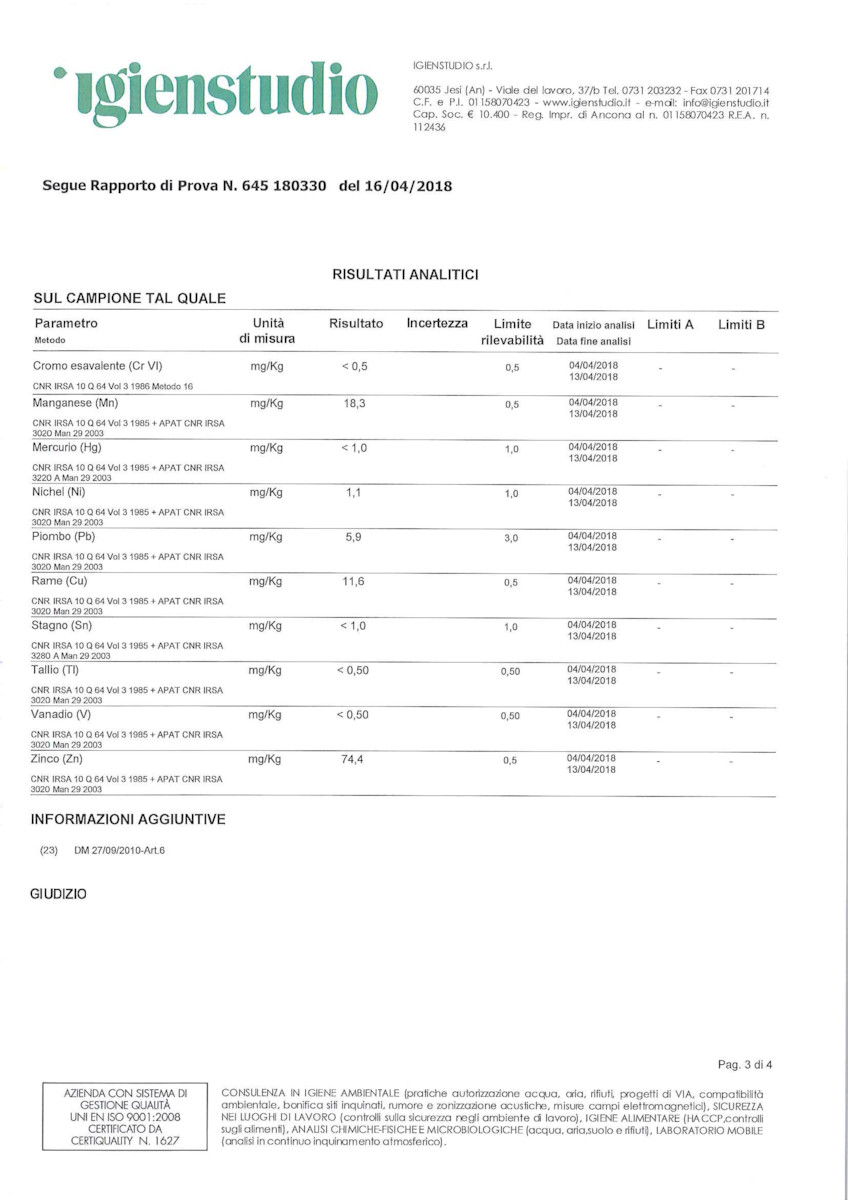 igienstudio
IGIENSTUDIO s.r.l.
60035 Jesi (An) - Viale del lavoro, 37/b Tel. 0731 203232 - Fax 0731 201714
C.F. e P.I. 01158070423 - www.igienstudio.it - e-mail: info@igienstudio.it
Cap. Soc. € 10.400 - Reg. Impr. di Ancona al n. 01158070423 R.E.A. n.
112436
Segue Rapporto di Prova N. 645 180330 del 16/04/2018
RISULTATI ANALITICI
SUL CAMPIONE TAL QUALE
Parametro Unità Risultato Incertezza Limite Data inizio analisi Limiti A Limiti B
Metodo di misura rilevabilità Data fine analisi
Cromo esavalente (Cr VI) mg/Kg < 0,5 0,5 04/04/2018 - -
13/04/2018
CNR IRSA 10 Q 64 Vol 3 1986 Metodo 16
Manganese (Mn) mg/Kg 18,3 0,5 04/04/2018 - -
13/04/2018
CNR IRSA 10 Q 64 Vol 3 1985 + APAT CNR IRSA
3020 Man 29 2003
Mercurio (Hg) mg/Kg < 1,0 1,0 04/04/2018 - -
13/04/2018
CNR IRSA 10 Q 64 Vol 3 1985 + APAT CNR IRSA
3220 A Man 29 2003
Nichel (Ni) mg/Kg 1,1 1,0 04/04/2018 - -
13/04/2018
CNR IRSA 10 Q 64 Vol 3 1985 + APAT CNR IRSA
3020 Man 29 2003
Piombo (Pb) mg/Kg 5,9 3,0 04/04/2018 - -
13/04/2018
CNR IRSA 10 Q 64 Vol 3 1985 + APAT CNR IRSA
3020 Man 29 2003
Rame (Cu) mg/Kg 11,6 0,5 04/04/2018 - -
13/04/2018
CNR IRSA 10 Q 64 Vol 3 1985 + APAT CNR IRSA
3020 Man 29 2003
Stagno (Sn) mg/Kg < 1,0 1,0 04/04/2018 - -
13/04/2018
CNR IRSA 10 Q 64 Vol 3 1985 + APAT CNR IRSA
3280 A Man 29 2003
Tallio (Tl) mg/Kg < 0,50 0,50 04/04/2018 - -
13/04/2018
CNR IRSA 10 Q 64 Vol 3 1985 + APAT CNR IRSA
3020 Man 29 2003
Vanadio (V) mg/Kg < 0,50 0,50 04/04/2018 - -
13/04/2018
CNR IRSA 10 Q 64 Vol 3 1985 + APAT CNR IRSA
3020 Man 29 2003
Zinco (Zn) mg/Kg 74,4 0,5 04/04/2018 - -
13/04/2018
CNR IRSA 10 Q 64 Vol 3 1985 + APAT CNR IRSA
3020 Man 29 2003
INFORMAZIONI AGGIUNTIVE
(23) DM 27/09/2010-Art.6
GIUDIZIO
Pag. 3 di 4
AZIENDA CON SISTEMA DI
GESTIONE QUALITÀ
UNI EN ISO 9001:2008
CERTIFICATO DA
CERTIQUALITY N. 1627
CONSULENZA IN IGIENE AMBIENTALE (pratiche autorizzazione acqua, aria, rifiuti, progetti di VIA, compatibilità
ambientale, bonifica siti inquinati, rumore e zonizzazione acustiche, misure campi elettromagnetici), SICUREZZA
NEI LUOGHI DI LAVORO (controlli sulla sicurezza negli ambiente di lavoro), IGIENE ALIMENTARE (HACCP,controlli
sugli alimenti), ANALISI CHIMICHE-FISICHE E MICROBIOLOGICHE (acqua, aria,suolo e rifiuti), LABORATORIO MOBILE
(analisi in continuo inquinamento atmosferico).